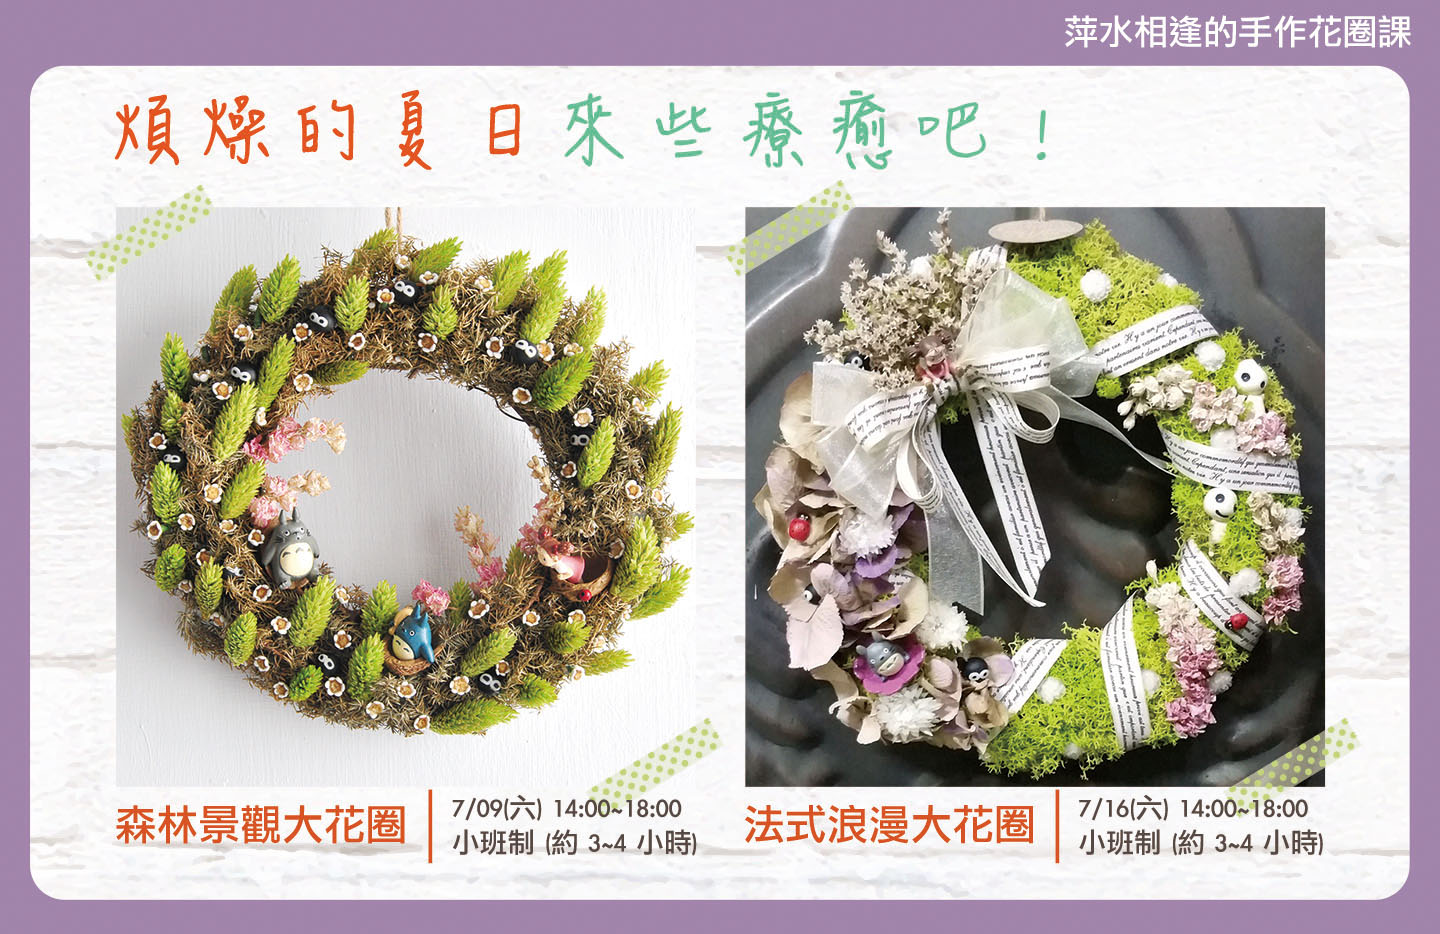 萍水相逢的手作花圈課
煩燥的夏日來些療癒吧！
森林景觀大花圈
7/09(六) 14:00~18:00
小班制 (約 3~4 小時)
法式浪漫大花圈
7/16(六) 14:00~18:00
小班制 (約 3~4 小時)